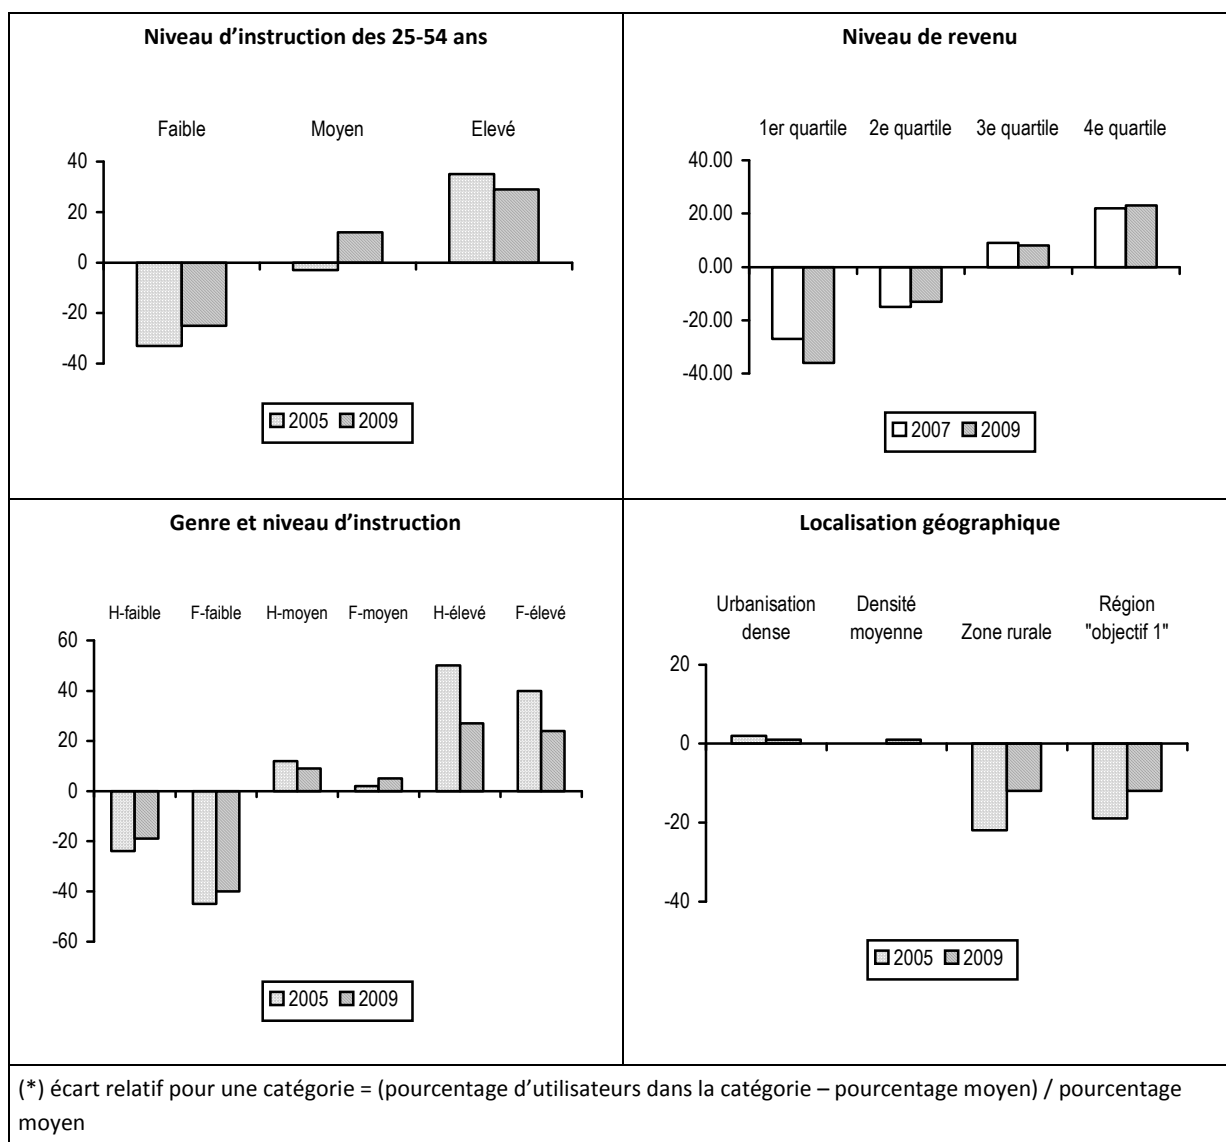 Niveau d'instruction des 25-54 ans
Faible Moyen Elevé
40
20
0
-20
-40
2005 2009
Niveau de revenu
1er quartile 2e quartile 3e quartile 4e quartile
40.00
20.00
0.00
-20.00
-40.00
2007 2009
Genre et niveau d'instruction
H-faible F-faible H-moyen F-moyen H-élevé F-élevé
60
40
20
0
-20
-40
-60
2005 2009
Localisation géographique
Urbanisation Densité Région
dense moyenne Zone rurale "objectif 1"
20
0
-20
-40
2005 2009
(*) écart relatif pour une catégorie = (pourcentage d'utilisateurs dans la catégorie – pourcentage moyen) / pourcentage
moyen